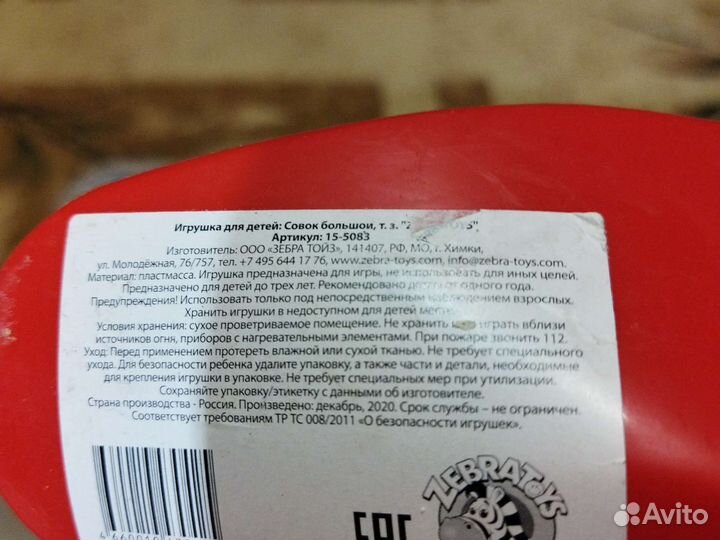 Игрушка для детей: Совок большой, т. з. "
Артикул: 15-5083
Изготовитель: ООО «ЗЕБРА ТОЙЗ», 141407, РФ, МО, г. Химки,
ул. Молодёжная, 76/757, тел.: +7 495 644 17 76, www.zebra-toys.com, info@zebra-toys.com
Материал: пластмасса. Игрушка предназначена для игры, не использовать для иных целей.
Предназначено для детей до трех лет. Рекомендовано от одного года.
Предупреждения! Использовать только под непосредственным наблюдением взрослых.
Хранить игрушки в недоступном для детей месте.
Условия хранения: сухое проветриваемое помещение. Не хранить играть вблизи
источников огня, приборов с нагревательными элементами. При пожаре звонить 112.
Уход: Перед применением протереть влажной или сухой тканью. Не требует специального
ухода. Для безопасности ребенка удалите упаковку, а также части и детали, необходимые
для крепления игрушки в упаковке. Не требует специальных мер при утилизации.
Сохраняйте упаковку/этикетку с данными об изготовителе.
Страна производства - Россия. Произведено: декабрь, 2020. Срок службы – не ограничен.
Соответствует требованиям ТР ТС 008/2011 «О безопасности игрушек».
EAC
ZEBRATOYS
Avito